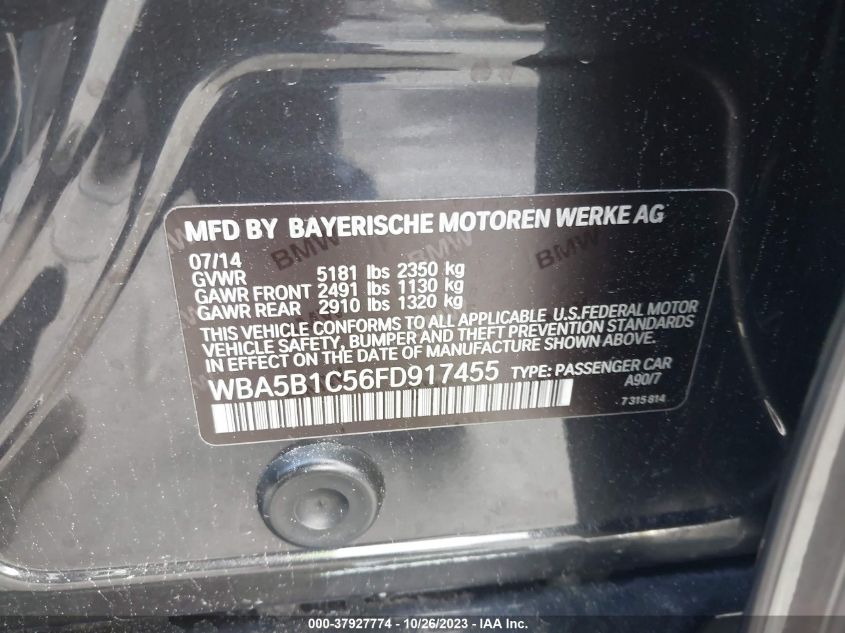 MFD BY BAYERISCHE MOTOREN WERKE AG
07/14
GVWR 5181 lbs 2350 kg
GAWR FRONT 2491 lbs 1130 kg
GAWR REAR 2910 lbs 1320 kg
THIS VEHICLE CONFORMS TO ALL APPLICABLE U.S.FEDERAL MOTOR
VEHICLE SAFETY, BUMPER AND THEFT PREVENTION STANDARDS
IN EFFECT ON THE DATE OF MANUFACTURE SHOWN ABOVE.
WBA5B1C56FD917455 TYPE: PASSENGER CAR
A90/7
7 315 814
BMW
BMW
BMW
000-37927774 - 10/26/2023 - IAA Inc.